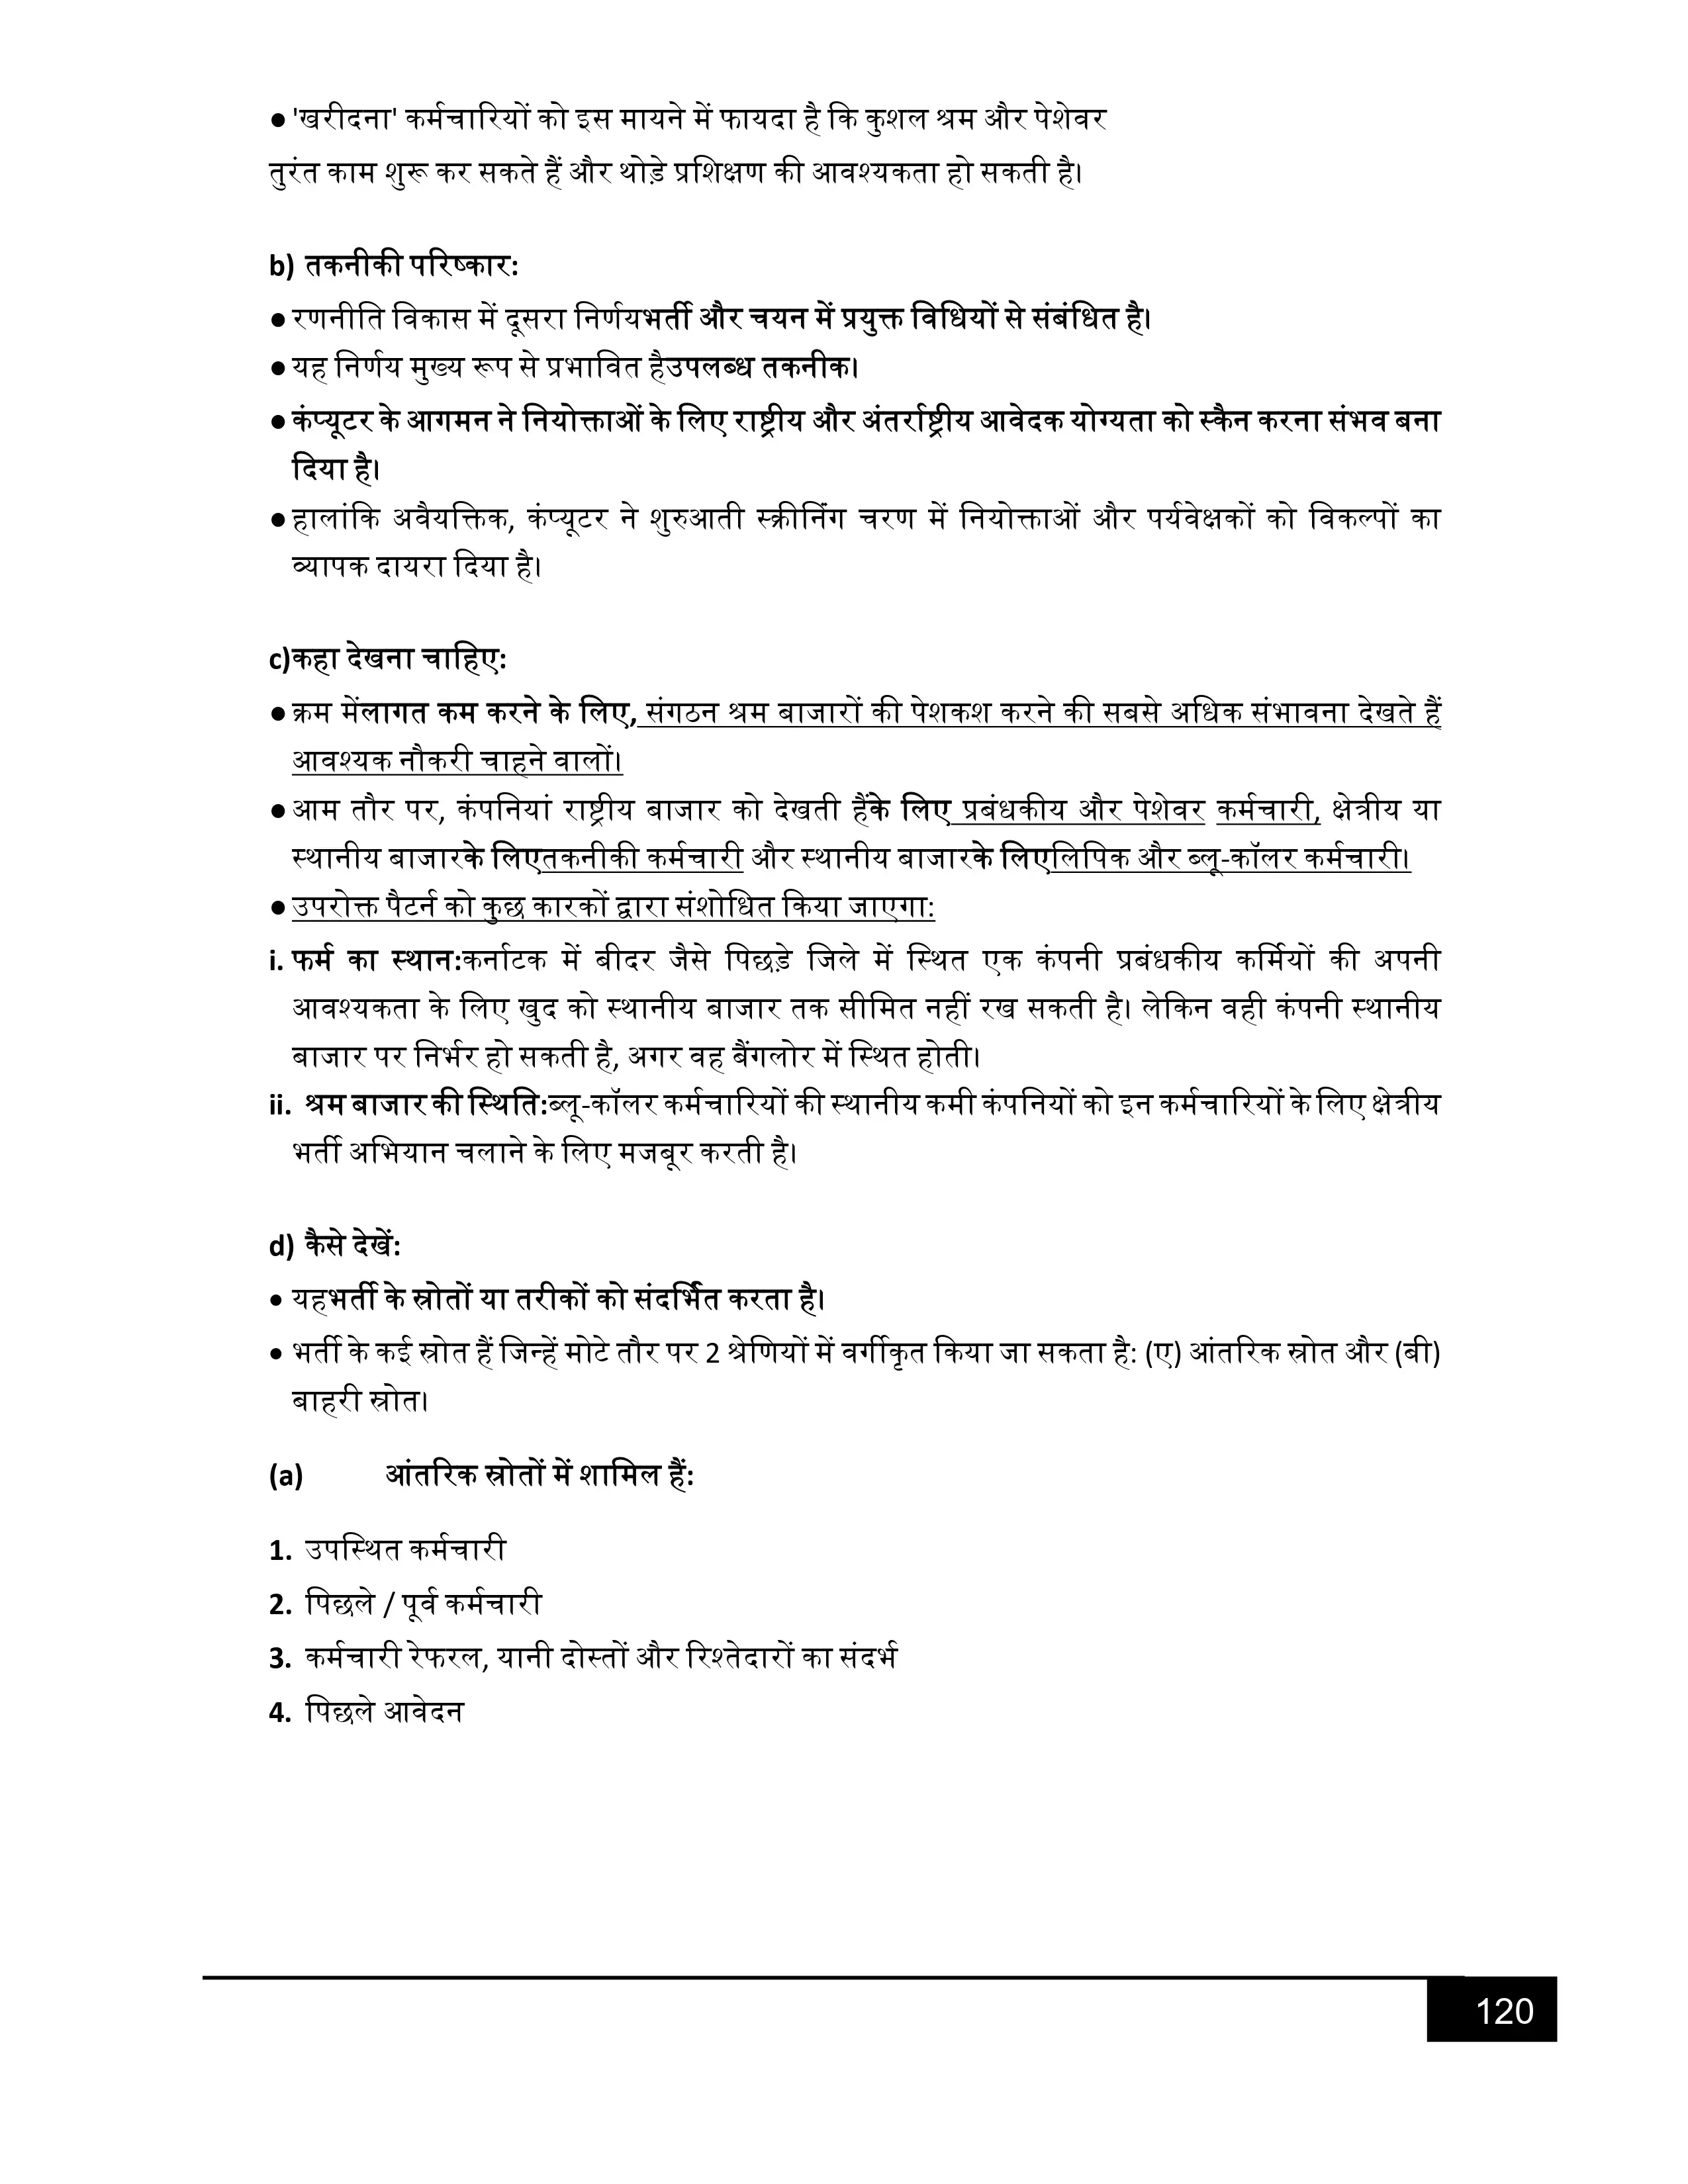 ● 'खरीदना' कर्मचारियों को इस मायने में फायदा है कि कुशल श्रम और पेशेवर
तुरंत काम शुरू कर सकते हैं और थोड़े प्रशिक्षण की आवश्यकता हो सकती है।
b) तकनीकी परिष्कार:
● रणनीति विकास में दूसरा निर्णयभर्ती और चयन में प्रयुक्त विधियों से संबंधित है।
● यह निर्णय मुख्य रूप से प्रभावित हैउपलब्ध तकनीक।
● कंप्यूटर के आगमन ने नियोक्ताओं के लिए राष्ट्रीय और अंतर्राष्ट्रीय आवेदक योग्यता को स्कैन करना संभव बना
दिया है।
● हालांकि अवैयक्तिक, कंप्यूटर ने शुरुआती स्क्रीनिंग चरण में नियोक्ताओं और पर्यवेक्षकों को विकल्पों का
व्यापक दायरा दिया है।
c)कहा देखना चाहिए:
● क्रम मेंलागत कम करने के लिए, संगठन श्रम बाजारों की पेशकश करने की सबसे अधिक संभावना देखते हैं
आवश्यक नौकरी चाहने वालों।
● आम तौर पर, कंपनियां राष्ट्रीय बाजार को देखती हैंके लिए प्रबंधकीय और पेशेवर कर्मचारी, क्षेत्रीय या
स्थानीय बाजारके लिएतकनीकी कर्मचारी और स्थानीय बाजारके लिएलिपिक और ब्लू-कॉलर कर्मचारी।
● उपरोक्त पैटर्न को कुछ कारकों द्वारा संशोधित किया जाएगा:
i. फर्म का स्थान:कर्नाटक में बीदर जैसे पिछड़े जिले में स्थित एक कंपनी प्रबंधकीय कर्मियों की अपनी
आवश्यकता के लिए खुद को स्थानीय बाजार तक सीमित नहीं रख सकती है। लेकिन वही कंपनी स्थानीय
बाजार पर निर्भर हो सकती है, अगर वह बैंगलोर में स्थित होती।
ii. श्रम बाजार की स्थिति:ब्लू-कॉलर कर्मचारियों की स्थानीय कमी कंपनियों को इन कर्मचारियों के लिए क्षेत्रीय
भर्ती अभियान चलाने के लिए मजबूर करती है।
d) कैसे देखें:
• यहभर्ती के स्रोतों या तरीकों को संदर्भित करता है।
• भर्ती के कई स्रोत हैं जिन्हें मोटे तौर पर 2 श्रेणियों में वर्गीकृत किया जा सकता है: (ए) आंतरिक स्रोत और (बी)
बाहरी स्रोत।
(a) आंतरिक स्रोतों में शामिल हैं:
1. उपस्थित कर्मचारी
2. पिछले / पूर्व कर्मचारी
3. कर्मचारी रेफरल, यानी दोस्तों और रिश्तेदारों का संदर्भ
4. पिछले आवेदन
120